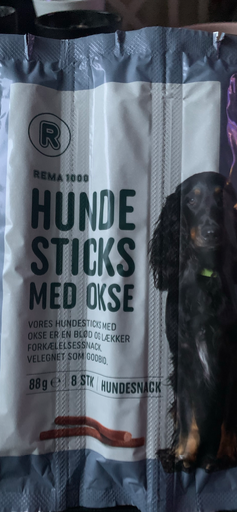 R
REMA 1000
HUNDE
STICKS
MED OKSE
VORES HUNDESTICKS MED
OKSE ER EN BLØD OG LÆKKER
FORKÆLELSESSNACK,
VELEGNET SOM GODBID.
88g ℮ 8 STK HUNDESNACK